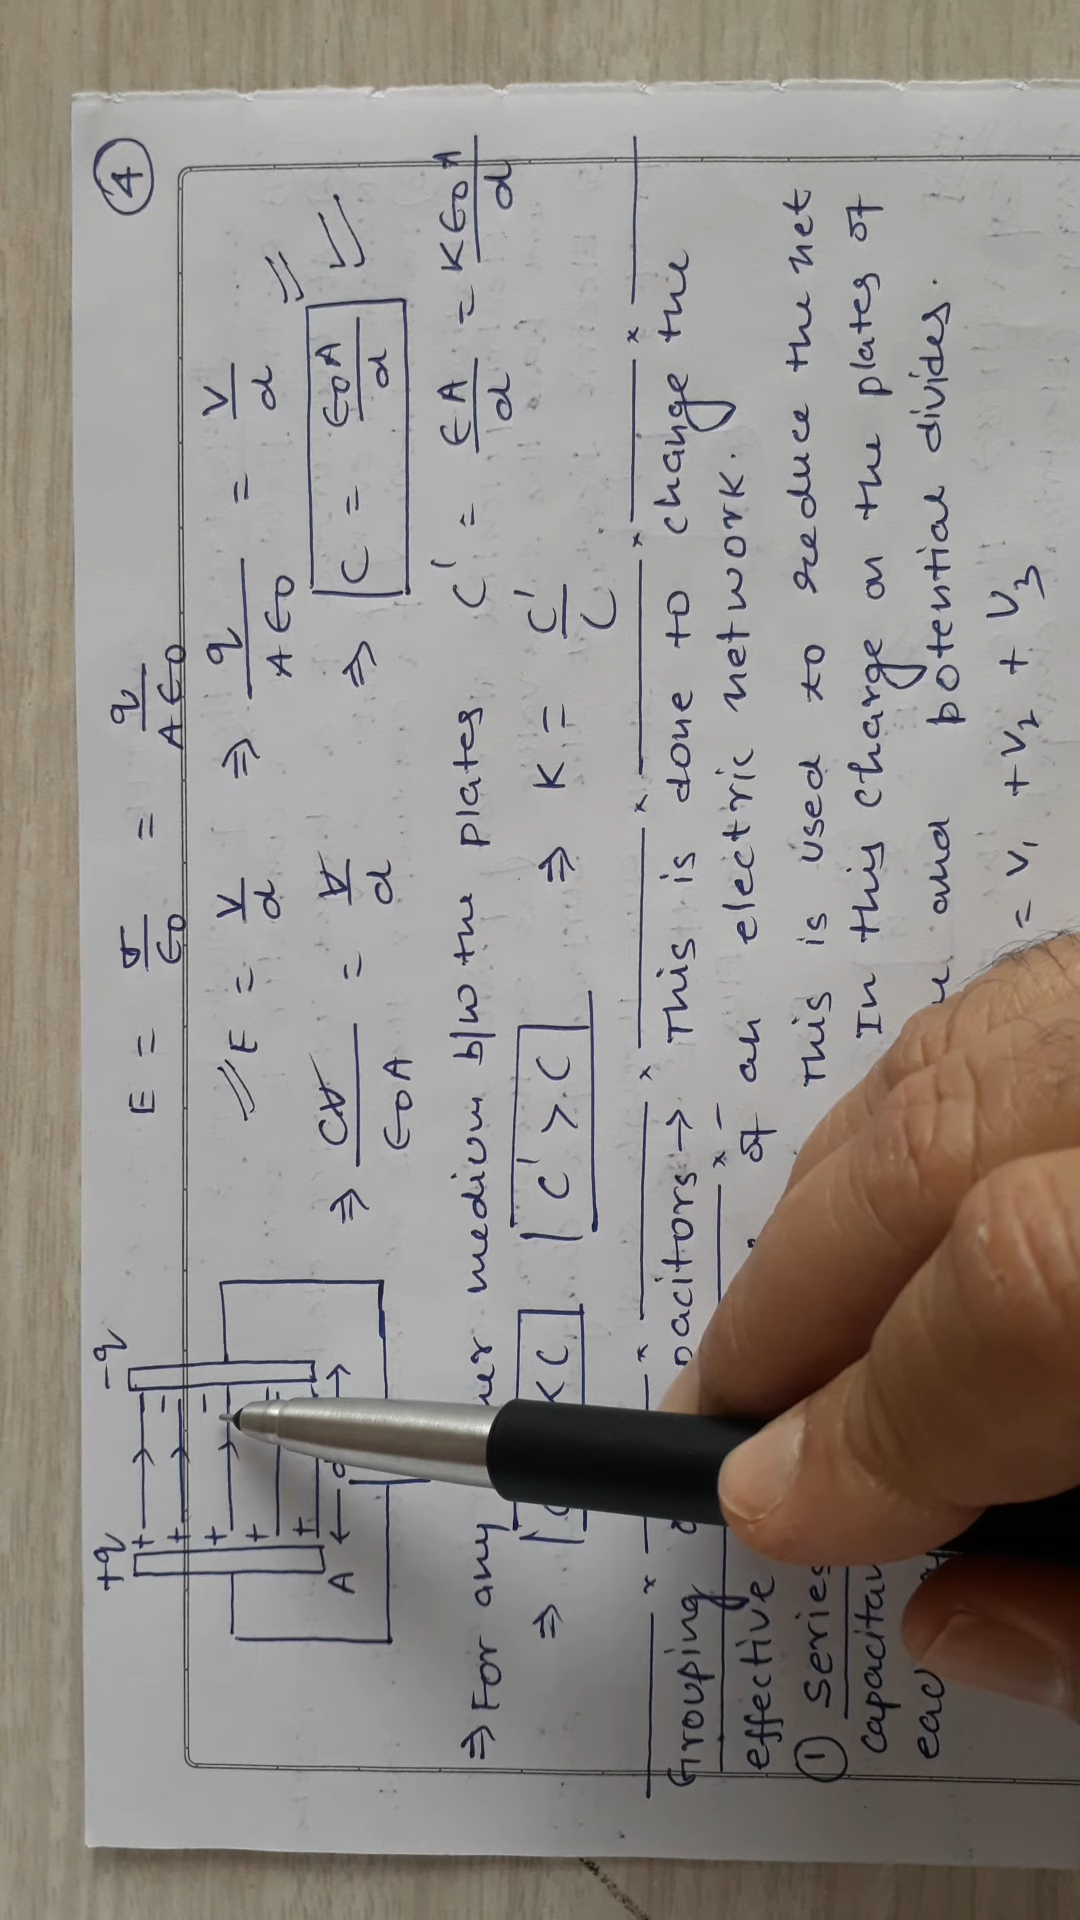 ④
+q -q
E = σ/ϵ0 = q/Aϵ0
+ + + + + - - - -
E = V/d ⇒ q/Aϵ0 = V/d
A
⇒ CV/ϵ0A = V/d ⇒ C = ϵ0A/d
⇒ For any medium b/w the plates C' = ϵA/d = Kϵ0A/d
⇒ C' > C ⇒ K = C'/C
Grouping → This is done to change the
effective of an electric network.
① Series This is used to reduce the net
In this charge on the plates of
and potential divides.
= V1 + V2 + V3